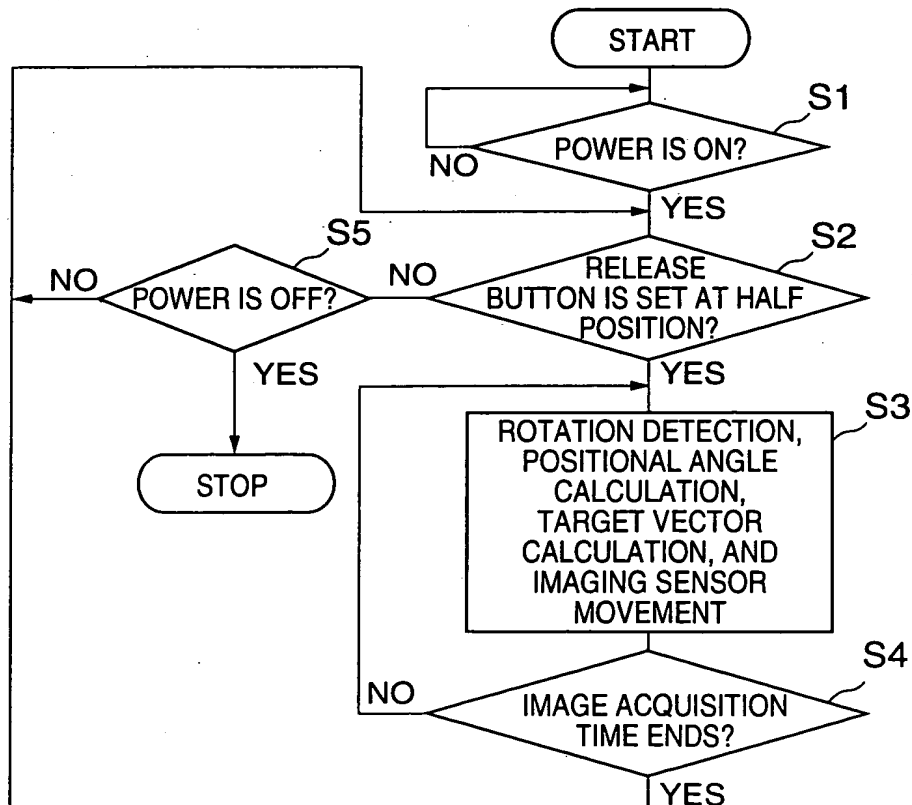 START
S1
POWER IS ON?
NO
YES
S5
S2
NO
POWER IS OFF?
NO
RELEASE
BUTTON IS SET AT HALF
POSITION?
YES
YES
S3
STOP
ROTATION DETECTION,
POSITIONAL ANGLE
CALCULATION,
TARGET VECTOR
CALCULATION, AND
IMAGING SENSOR
MOVEMENT
S4
NO
IMAGE ACQUISITION
TIME ENDS?
YES